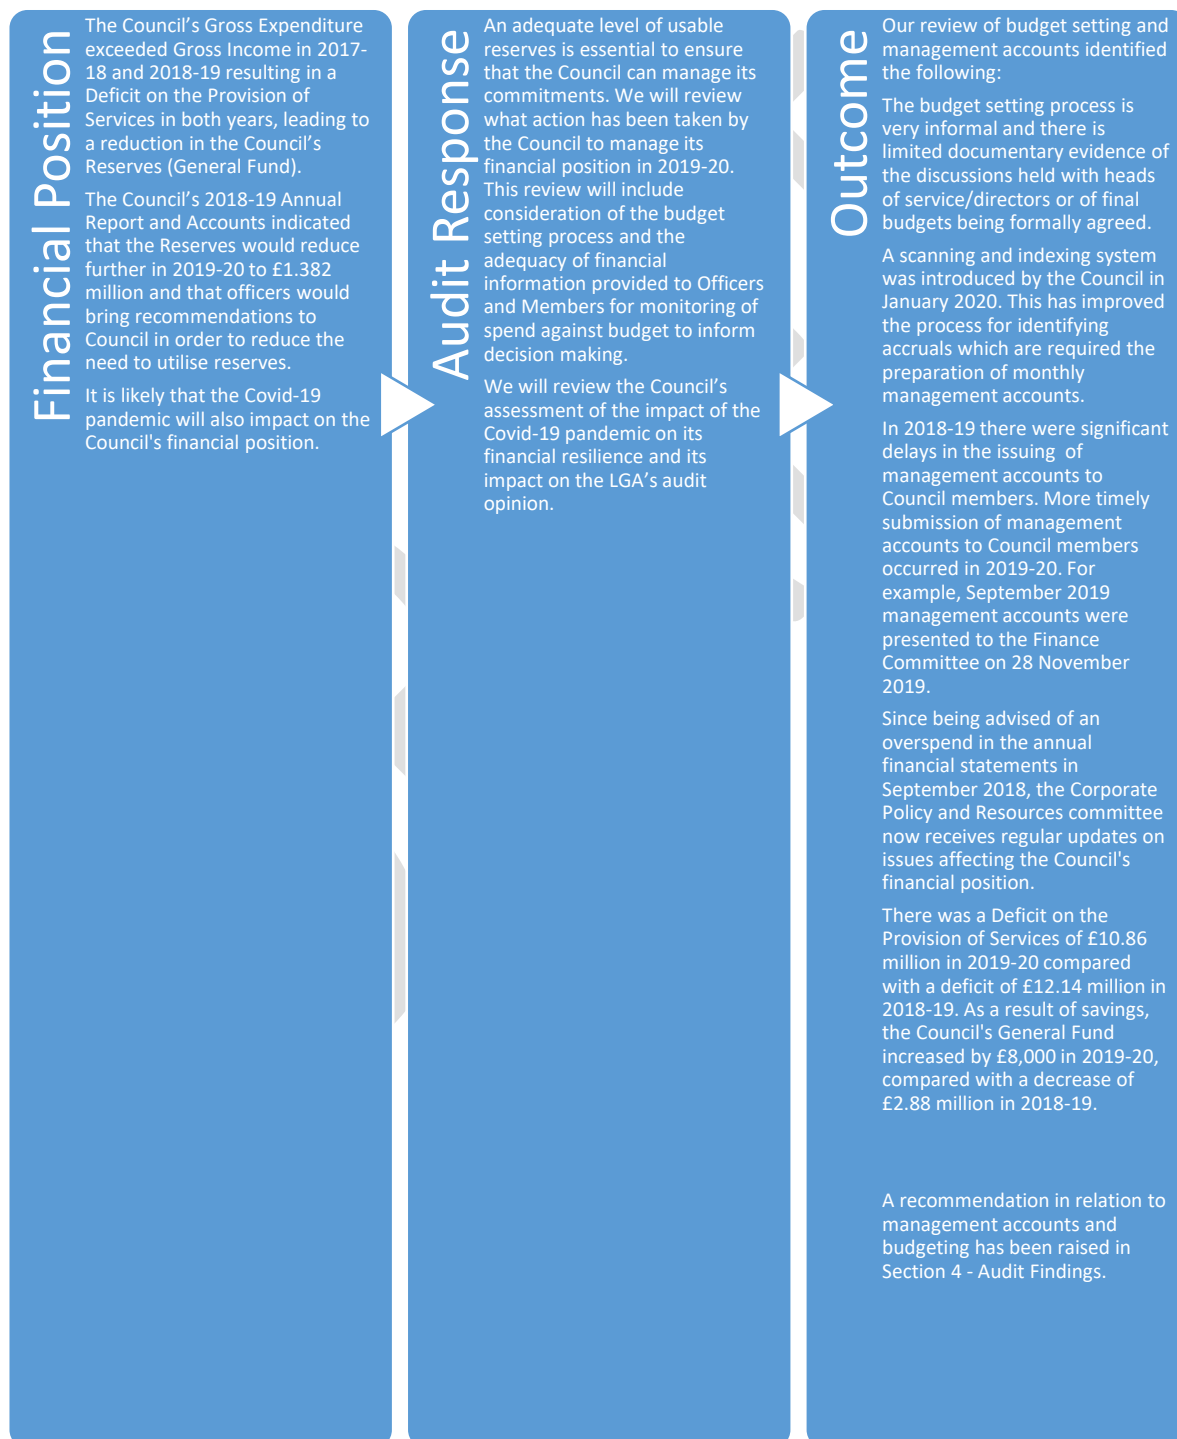 Financial Position
The Council’s Gross Expenditure
exceeded Gross Income in 2017-
18 and 2018-19 resulting in a
Deficit on the Provision of
Services in both years, leading to
a reduction in the Council’s
Reserves (General Fund).
The Council’s 2018-19 Annual
Report and Accounts indicated
that the Reserves would reduce
further in 2019-20 to £1.382
million and that officers would
bring recommendations to
Council in order to reduce the
need to utilise reserves.
It is likely that the Covid-19
pandemic will also impact on the
Council's financial position.
Audit Response
An adequate level of usable
reserves is essential to ensure
that the Council can manage its
commitments. We will review
what action has been taken by
the Council to manage its
financial position in 2019-20.
This review will include
consideration of the budget
setting process and the
adequacy of financial
information provided to Officers
and Members for monitoring of
spend against budget to inform
decision making.
We will review the Council’s
assessment of the impact of the
Covid-19 pandemic on its
financial resilience and its
impact on the LGA’s audit
opinion.
Outcome
Our review of budget setting and
management accounts identified
the following:
The budget setting process is
very informal and there is
limited documentary evidence of
the discussions held with heads
of service/directors or of final
budgets being formally agreed.
A scanning and indexing system
was introduced by the Council in
January 2020. This has improved
the process for identifying
accruals which are required the
preparation of monthly
management accounts.
In 2018-19 there were significant
delays in the issuing  of
management accounts to
Council members. More timely
submission of management
accounts to Council members
occurred in 2019-20. For
example, September 2019
management accounts were
presented to the Finance
Committee on 28 November
2019.
Since being advised of an
overspend in the annual
financial statements in
September 2018, the Corporate
Policy and Resources committee
now receives regular updates on
issues affecting the Council's
financial position.
There was a Deficit on the
Provision of Services of £10.86
million in 2019-20 compared
with a deficit of £12.14 million in
2018-19. As a result of savings,
the Council's General Fund
increased by £8,000 in 2019-20,
compared with a decrease of
£2.88 million in 2018-19.
A recommendation in relation to
management accounts and
budgeting has been raised in
Section 4 - Audit Findings.